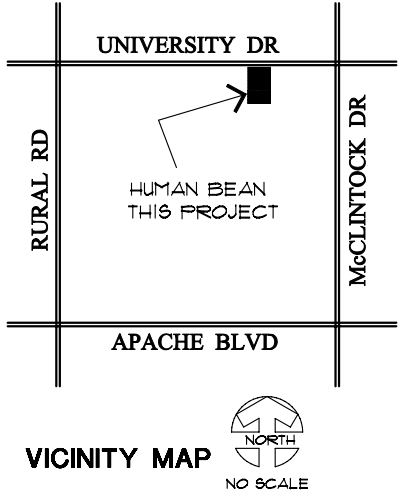 UNIVERSITY DR
RURAL RD
McCLINTOCK DR
HUMAN BEAN
THIS PROJECT
APACHE BLVD
VICINITY MAP
NORTH
NO SCALE